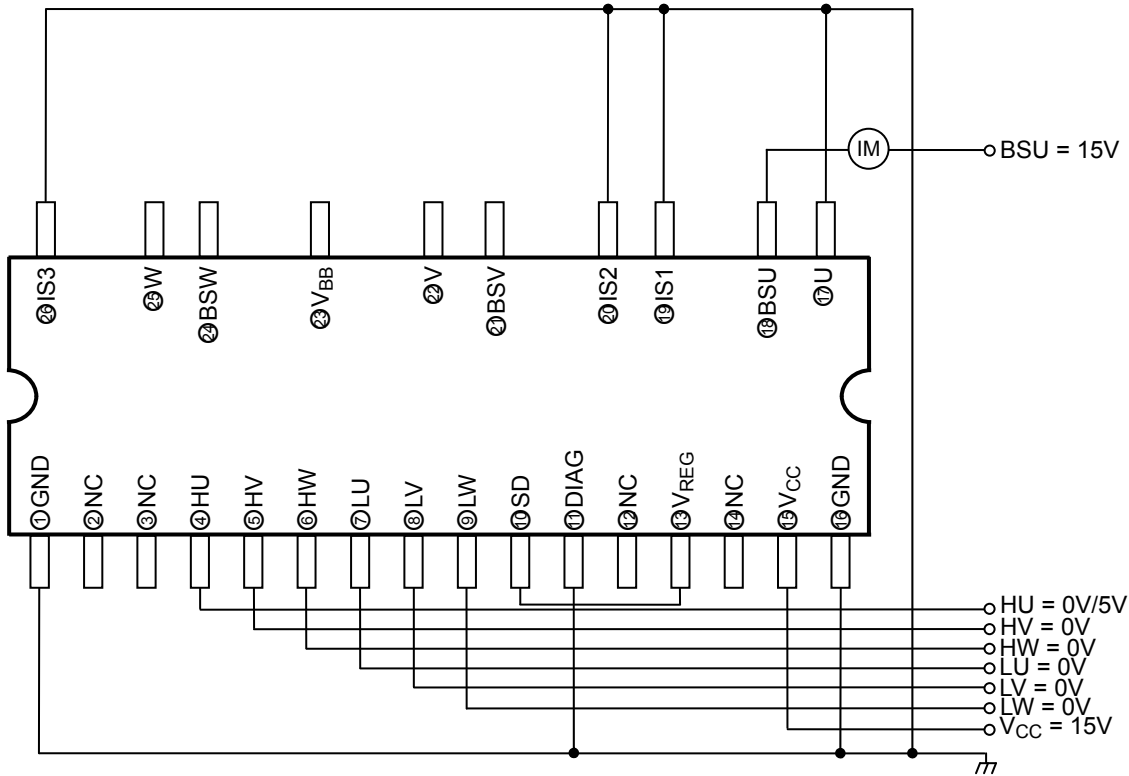 IM
BSU = 15V
㉖IS3
㉕W
㉔BSW
㉓VBB
㉒V
㉑BSV
⑳IS2
⑲IS1
⑱BSU
⑰U
①GND
②NC
③NC
④HU
⑤HV
⑥HW
⑦LU
⑧LV
⑨LW
⑩SD
⑪DIAG
⑫NC
⑬VREG
⑭NC
⑮VCC
⑯GND
HU = 0V/5V
HV = 0V
HW = 0V
LU = 0V
LV = 0V
LW = 0V
VCC = 15V